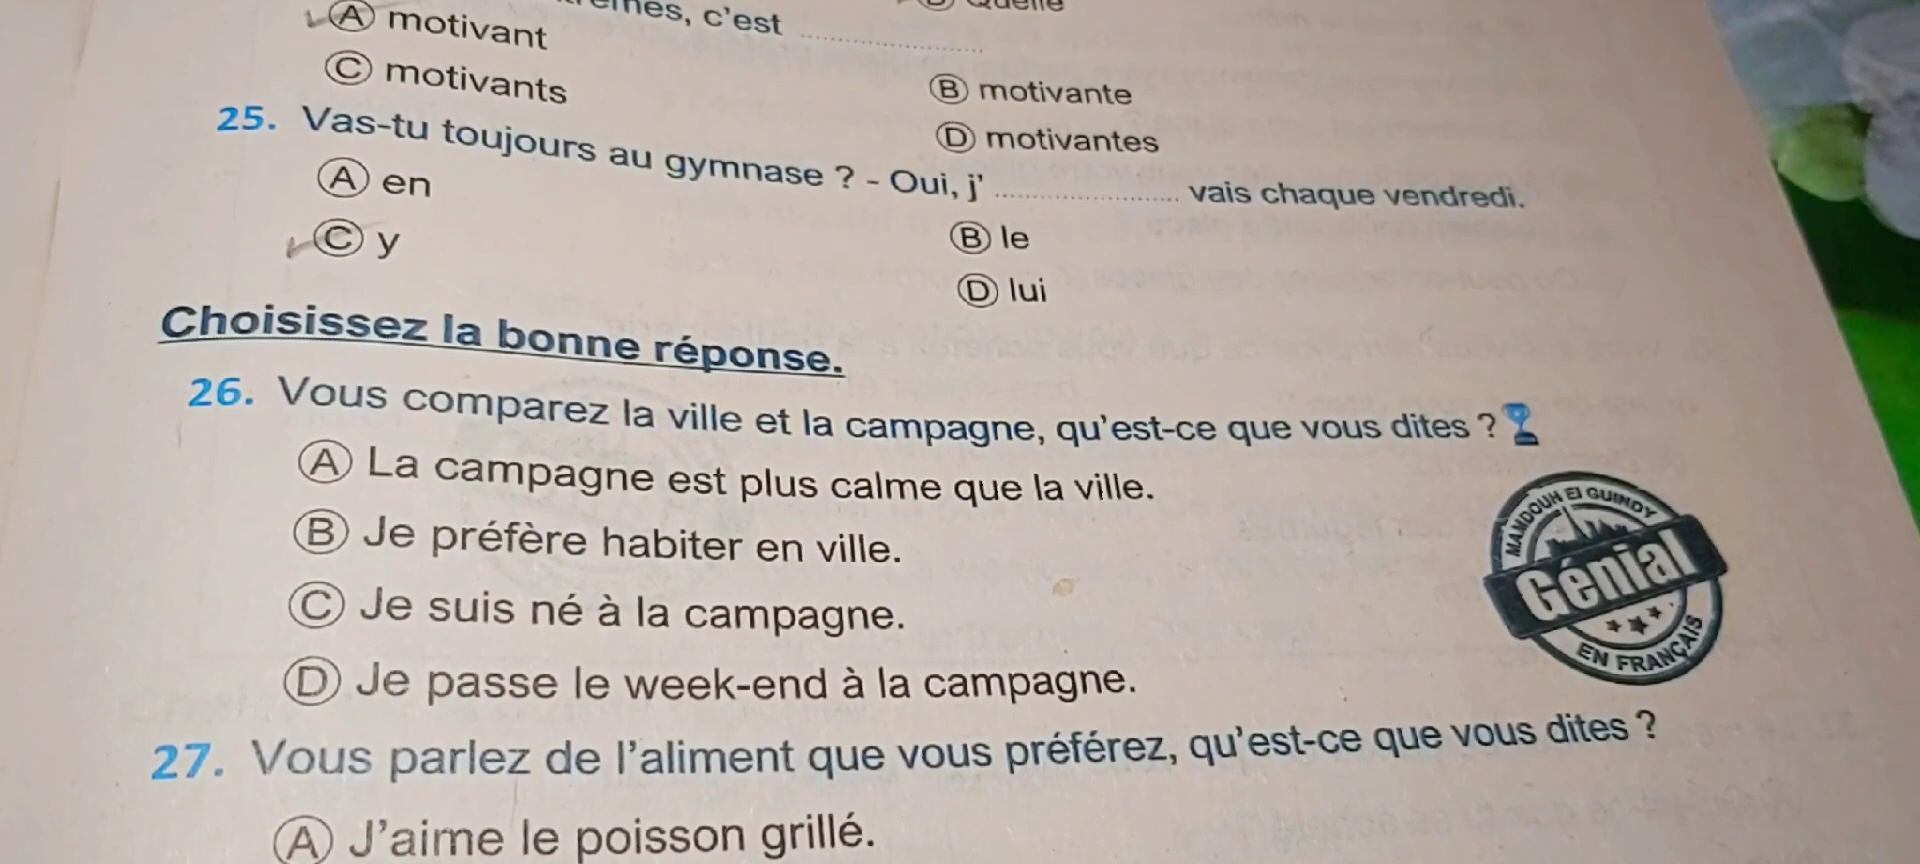 c'est
Ⓐ motivant
Ⓑ motivante
Ⓒ motivants
Ⓓ motivantes
25. Vas-tu toujours au gymnase ? - Oui, j' .................... vais chaque vendredi.
Ⓐ en
Ⓑ le
Ⓒ y
Ⓓ lui
Choisissez la bonne réponse.
26. Vous comparez la ville et la campagne, qu'est-ce que vous dites ?
Ⓐ La campagne est plus calme que la ville.
Ⓑ Je préfère habiter en ville.
Ⓒ Je suis né à la campagne.
Ⓓ Je passe le week-end à la campagne.
MAMDOUH El GUINDY
Génial
EN FRANÇAIS
27. Vous parlez de l'aliment que vous préférez, qu'est-ce que vous dites ?
Ⓐ J'aime le poisson grillé.